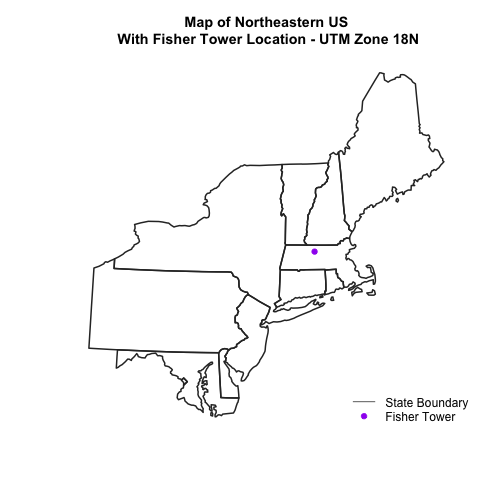 Map of Northeastern US
With Fisher Tower Location - UTM Zone 18N
State Boundary
Fisher Tower